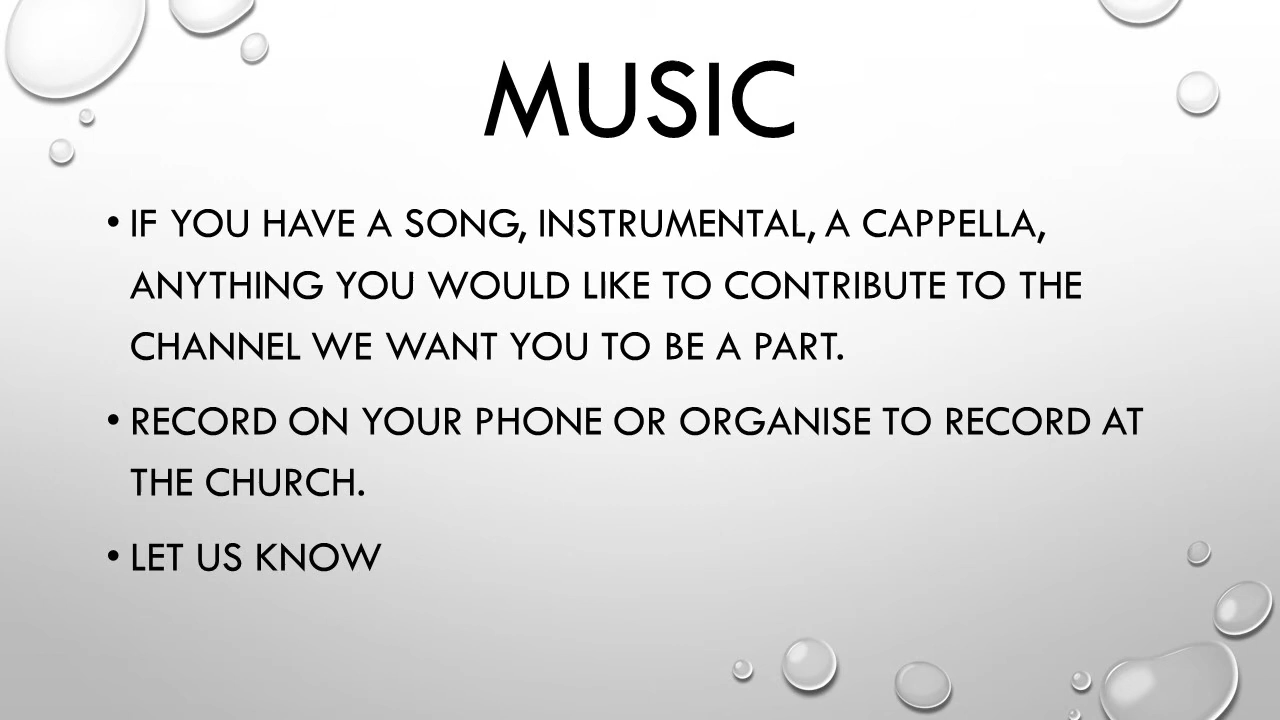 MUSIC
• IF YOU HAVE A SONG, INSTRUMENTAL, A CAPPELLA,
ANYTHING YOU WOULD LIKE TO CONTRIBUTE TO THE
CHANNEL WE WANT YOU TO BE A PART.
• RECORD ON YOUR PHONE OR ORGANISE TO RECORD AT
THE CHURCH.
• LET US KNOW